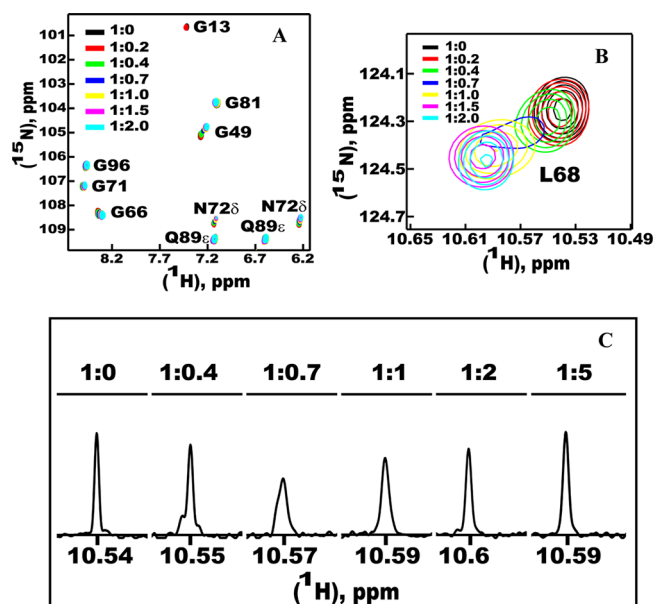 A
1:0
1:0.2
1:0.4
1:0.7
1:1.0
1:1.5
1:2.0
G13
G81
G49
G96
G71
G66
N72δ
N72δ
Q89ε
Q89ε
101
102
103
104
105
106
107
108
109
(15N), ppm
8.2
7.7
7.2
6.7
6.2
(1H), ppm
B
1:0
1:0.2
1:0.4
1:0.7
1:1.0
1:1.5
1:2.0
L68
124.1
124.3
124.5
124.7
(15N), ppm
10.65
10.61
10.57
10.53
10.49
(1H), ppm
C
1:0
1:0.4
1:0.7
1:1
1:2
1:5
10.54
10.55
10.57
10.59
10.6
10.59
(1H), ppm